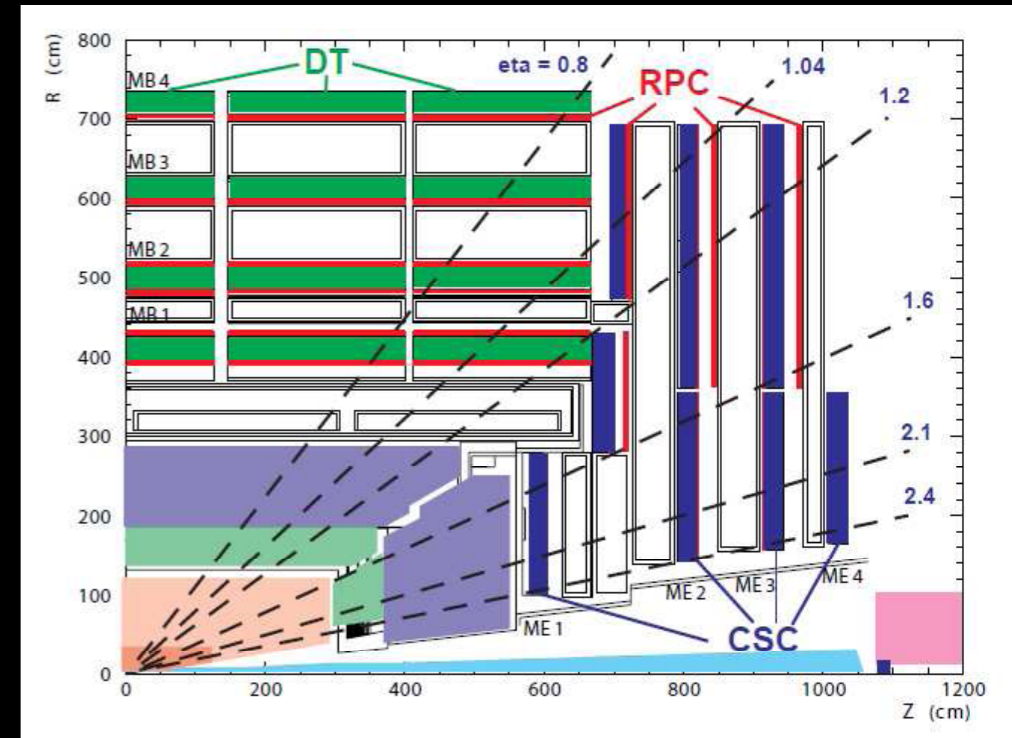 R (cm)
800
700
600
500
400
300
200
100
0
MB 4
MB 3
MB 2
MB 1
DT
eta = 0.8
RPC
1.04
1.2
1.6
2.1
2.4
ME 1
ME 2
ME 3
ME 4
CSC
0
200
400
600
800
1000
1200
Z (cm)